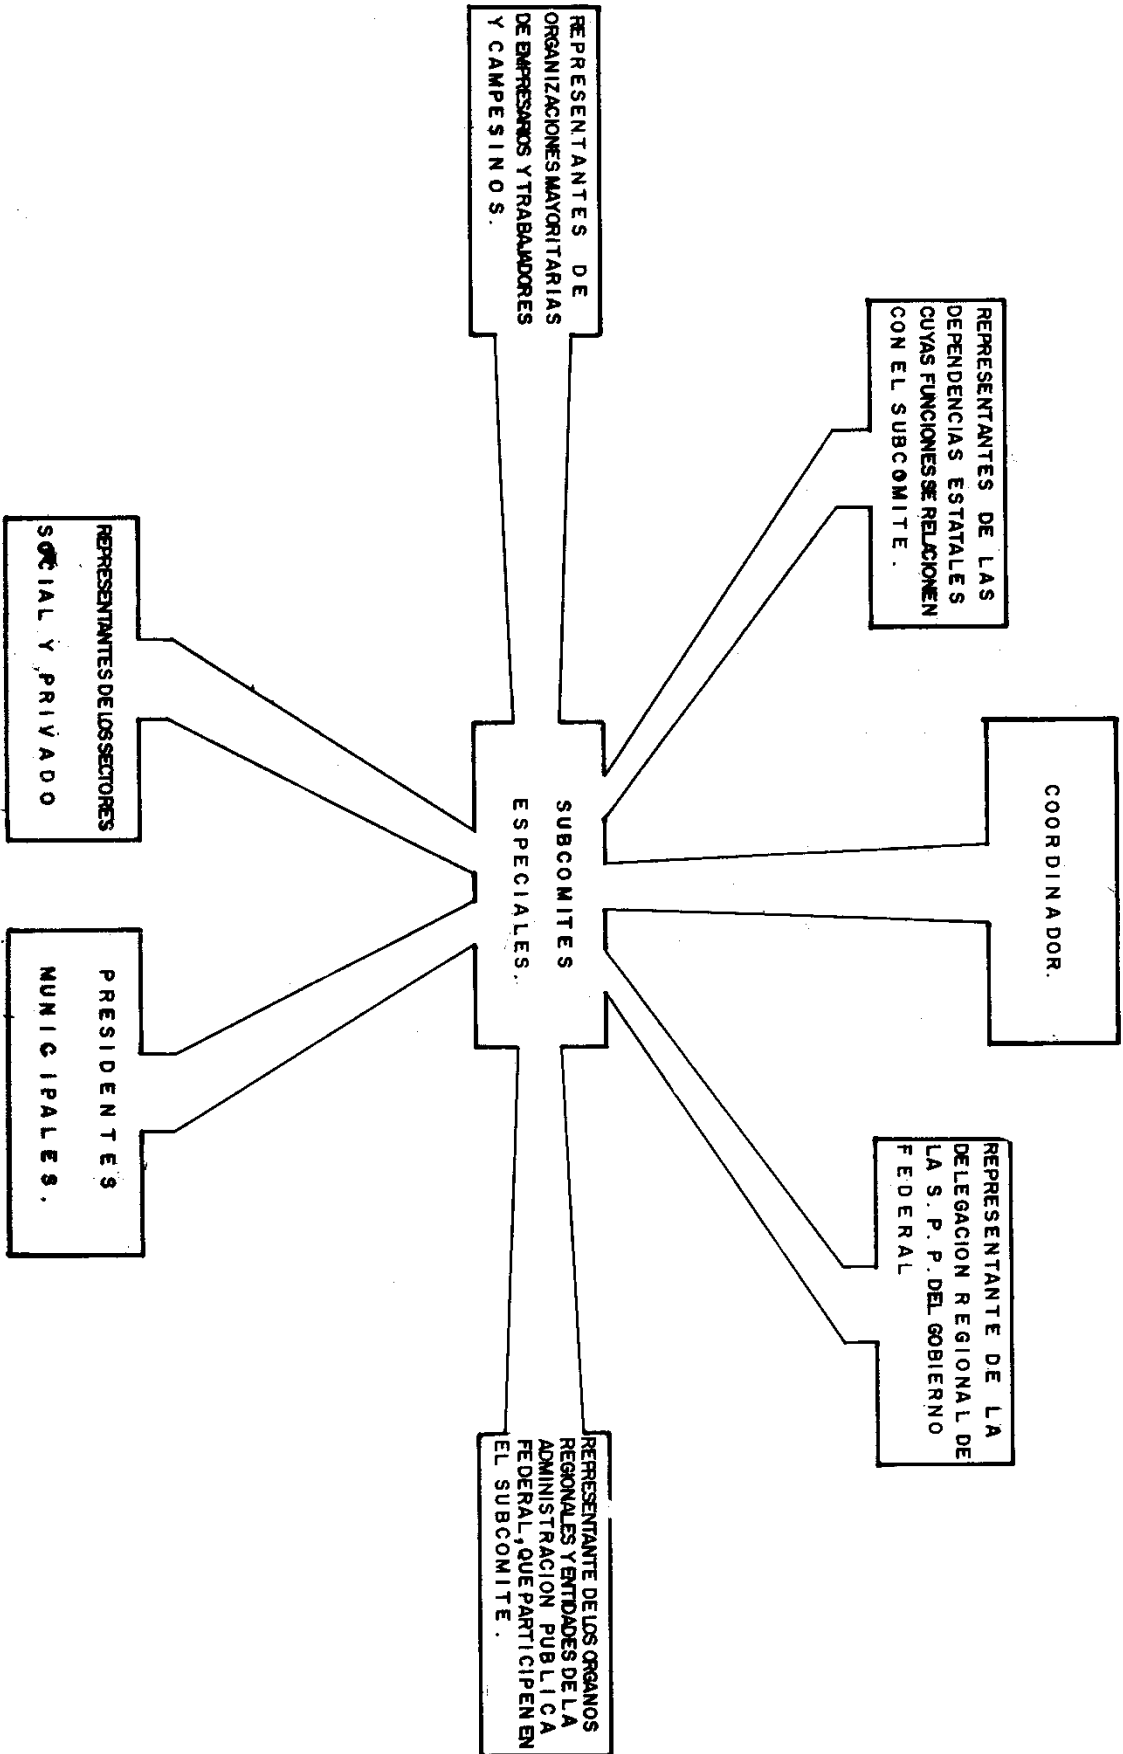 COORDINADOR.
REPRESENTANTES DE LAS
DEPENDENCIAS ESTATALES
CUYAS FUNCIONES SE RELACIONEN
CON EL SUBCOMITE.
REPRESENTANTE DE LA
DELEGACION REGIONAL DE
LA S. P. P. DEL GOBIERNO
FEDERAL
REPRESENTANTES DE
ORGANIZACIONES MAYORITARIAS
DE EMPRESARIOS Y TRABAJADORES
Y CAMPESINOS.
SUBCOMITES
ESPECIALES.
REPRESENTANTE DE LOS ORGANOS
REGIONALES Y ENTIDADES DE LA
ADMINISTRACION PUBLICA
FEDERAL, QUE PARTICIPEN EN
EL SUBCOMITE.
REPRESENTANTES DE LOS SECTORES
SOCIAL Y PRIVADO
PRESIDENTES
MUNICIPALES.